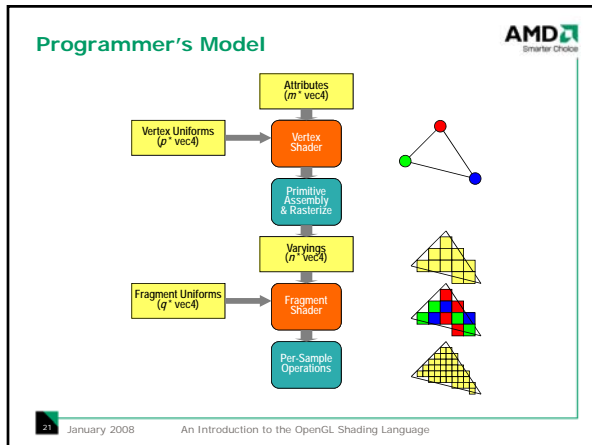 Programmer's Model
AMD
Smarter Choice
Attributes
(m * vec4)
Vertex Uniforms
(p * vec4)
Vertex
Shader
Primitive
Assembly
& Rasterize
Varyings
(n * vec4)
Fragment Uniforms
(q * vec4)
Fragment
Shader
Per-Sample
Operations
21
January 2008
An Introduction to the OpenGL Shading Language